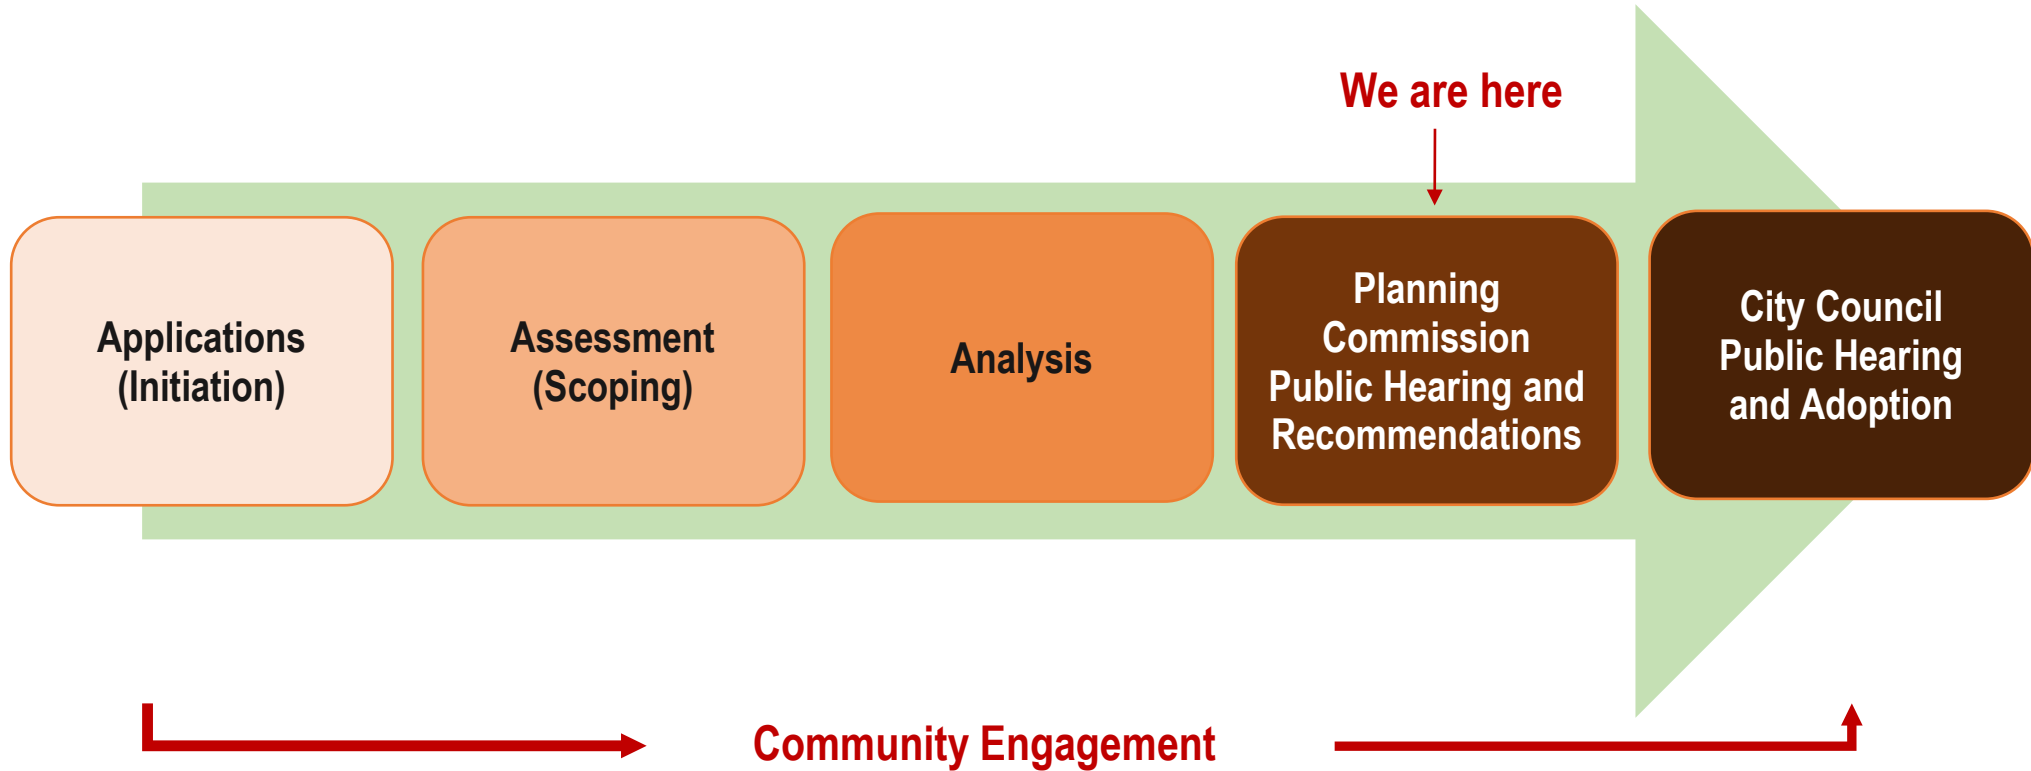 We are here
Applications
(Initiation)
Assessment
(Scoping)
Analysis
Planning
Commission
Public Hearing and
Recommendations
City Council
Public Hearing
and Adoption
Community Engagement